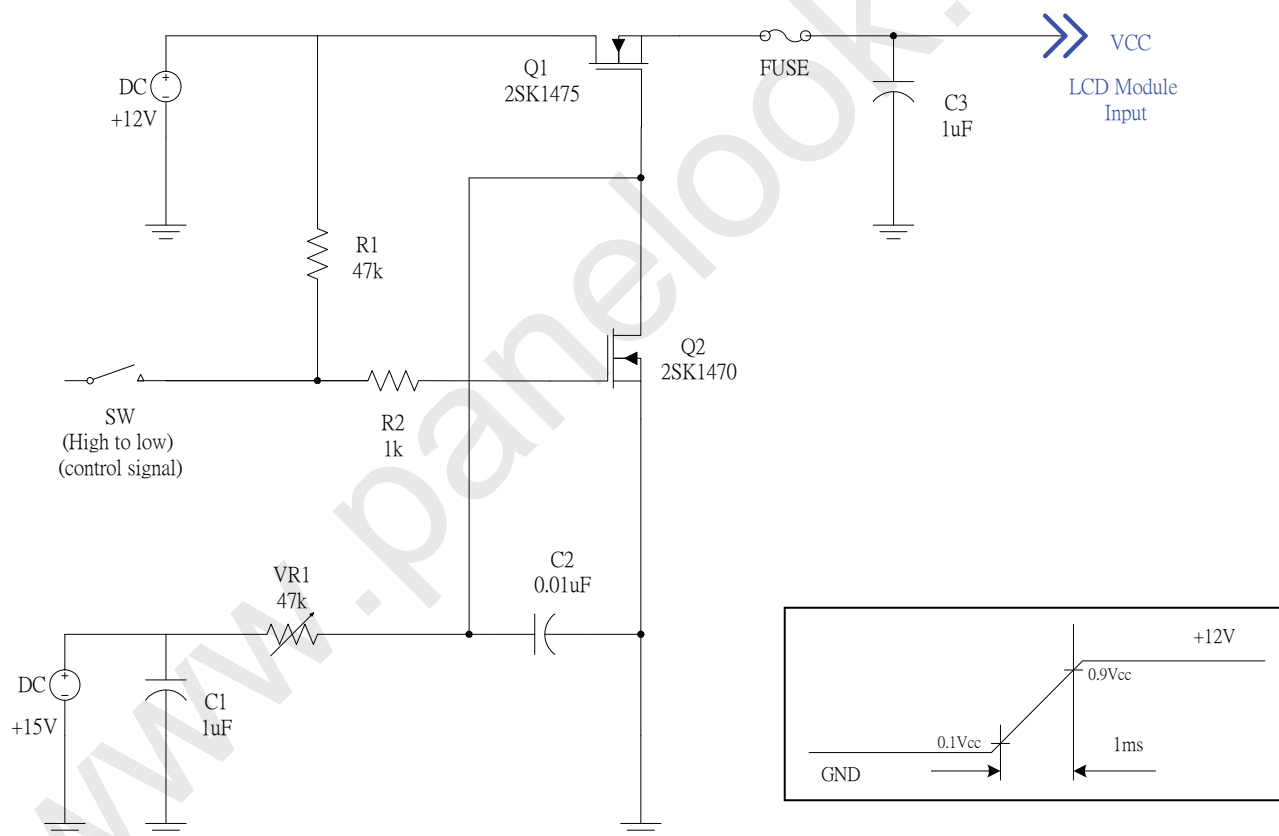 DC
+12V
Q1
2SK1475
FUSE
C3
1uF
VCC
LCD Module
Input
R1
47k
SW
(High to low)
(control signal)
R2
1k
Q2
2SK1470
VR1
47k
C2
0.01uF
DC
+15V
C1
1uF
+12V
0.9Vcc
0.1Vcc
1ms
GND
www.panelook.